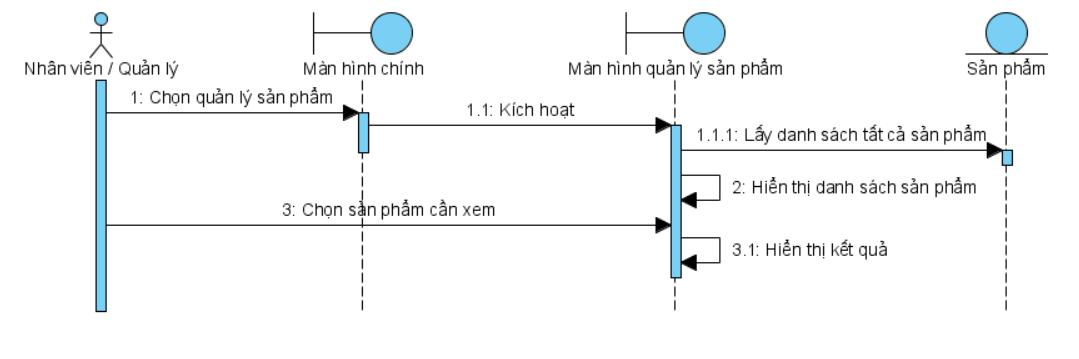 Nhân viên / Quản lý
Màn hình chính
Màn hình quản lý sản phẩm
Sản phẩm
1: Chọn quản lý sản phẩm
1.1: Kích hoạt
1.1.1: Lấy danh sách tất cả sản phẩm
2: Hiển thị danh sách sản phẩm
3: Chọn sản phẩm cần xem
3.1: Hiển thị kết quả